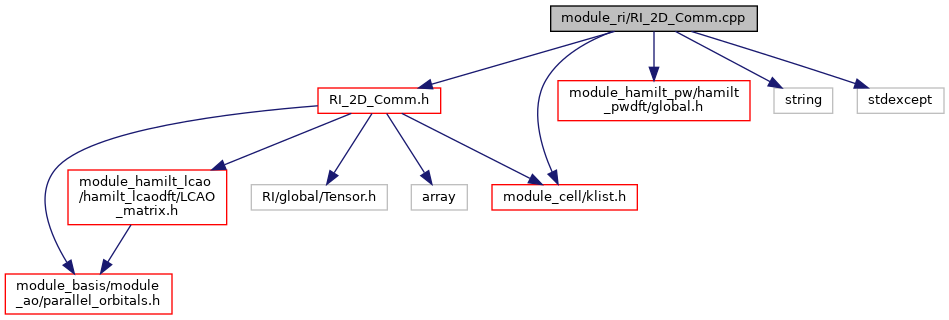 module_ri/RI_2D_Comm.cpp
RI_2D_Comm.h
module_hamilt_pw/hamilt
_pwdft/global.h
string
stdexcept
module_hamilt_lcao
/hamilt_lcaodft/LCAO
_matrix.h
RI/global/Tensor.h
array
module_cell/klist.h
module_basis/module
_ao/parallel_orbitals.h